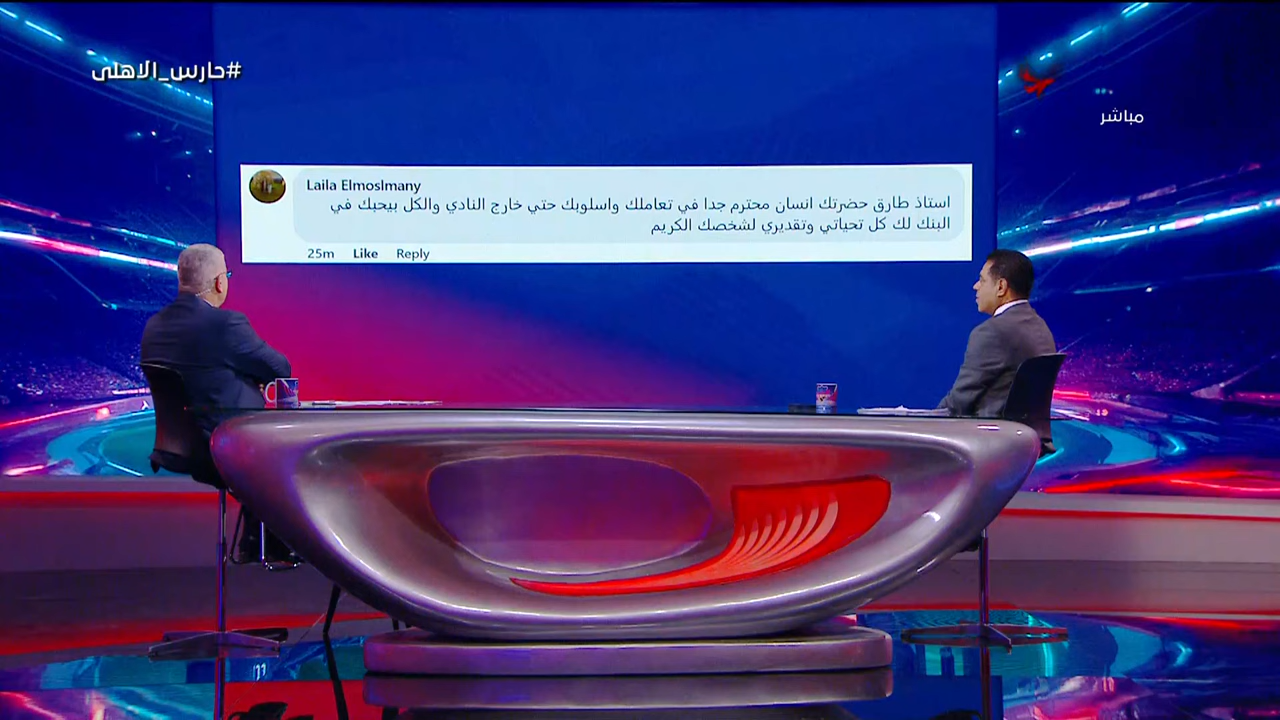 #حارس_الاهلى
مباشر
Laila Elmoslmany
استاذ طارق حضرتك انسان محترم جدا في تعاملك واسلوبك حتي خارج النادي والكل بيحبك في
البنك لك كل تحياتي وتقديري لشخصك الكريم
25m Like Reply